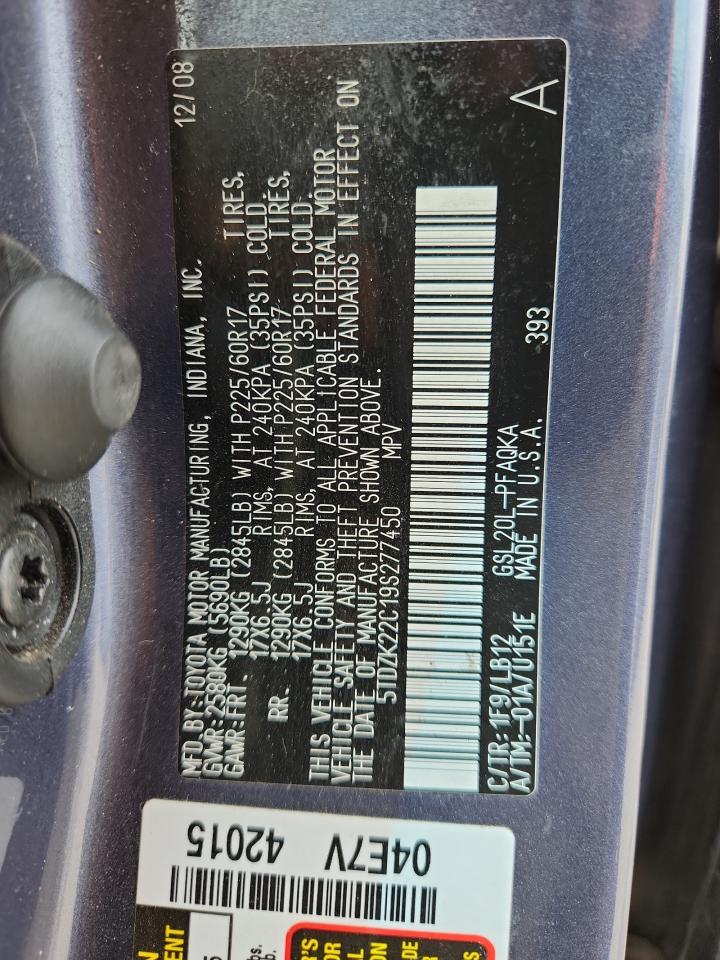 MFD.BY:TOYOTA MOTOR MANUFACTURING, INDIANA, INC. 12/08
GVWR:2580KG (5690LB)
GAWR:FRT. 1290KG (2845LB) WITH P225/60R17 TIRES,
17X6.5J RIMS, AT 240KPA (35PSI) COLD
RR. 1290KG (2845LB) WITH P225/60R17 TIRES,
17X6.5J RIMS, AT 240KPA (35PSI) COLD.
THIS VEHICLE CONFORMS TO ALL APPLICABLE FEDERAL MOTOR
VEHICLE SAFETY AND THEFT PREVENTION STANDARDS IN EFFECT ON
THE DATE OF MANUFACTURE SHOWN ABOVE.
5TDZK22C19S277450 MPV
C/TR:1F9/LB12 GSL20L-PFAQKA 393
A/TM:-01A/U151E MADE IN U.S.A. A
04E7V 42015